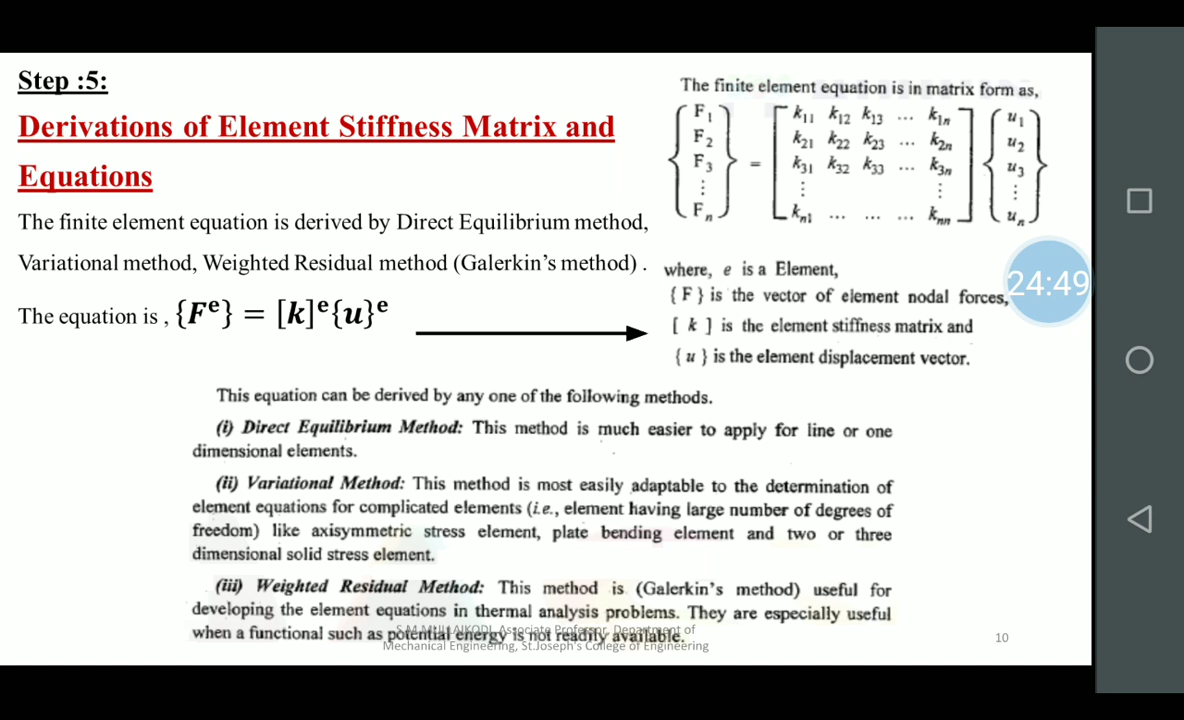 Step :5:
Derivations of Element Stiffness Matrix and
Equations
The finite element equation is derived by Direct Equilibrium method,
Variational method, Weighted Residual method (Galerkin's method) .
The equation is , {Fᵉ} = [k]ᵉ{u}ᵉ
The finite element equation is in matrix form as,
F₁ k₁₁ k₁₂ k₁₃ ... k₁ₙ u₁
F₂ k₂₁ k₂₂ k₂₃ ... k₂ₙ u₂
F₃ = k₃₁ k₃₂ k₃₃ ... k₃ₙ u₃
⋮ ⋮ ⋮ ⋮
Fₙ kₙ₁ ... ... ... kₙₙ uₙ
where, e is a Element,
{ F } is the vector of element nodal forces,
[ k ] is the element stiffness matrix and
{ u } is the element displacement vector.
24:49
This equation can be derived by any one of the following methods.
(i) Direct Equilibrium Method: This method is much easier to apply for line or one
dimensional elements.
(ii) Variational Method: This method is most easily adaptable to the determination of
element equations for complicated elements (i.e., element having large number of degrees of
freedom) like axisymmetric stress element, plate bending element and two or three
dimensional solid stress element.
(iii) Weighted Residual Method: This method is (Galerkin's method) useful for
developing the element equations in thermal analysis problems. They are especially useful
when a functional such as potential energy is not readily available.
Associate Professor, Department of
Mechanical Engineering, St.Joseph's College of Engineering
10